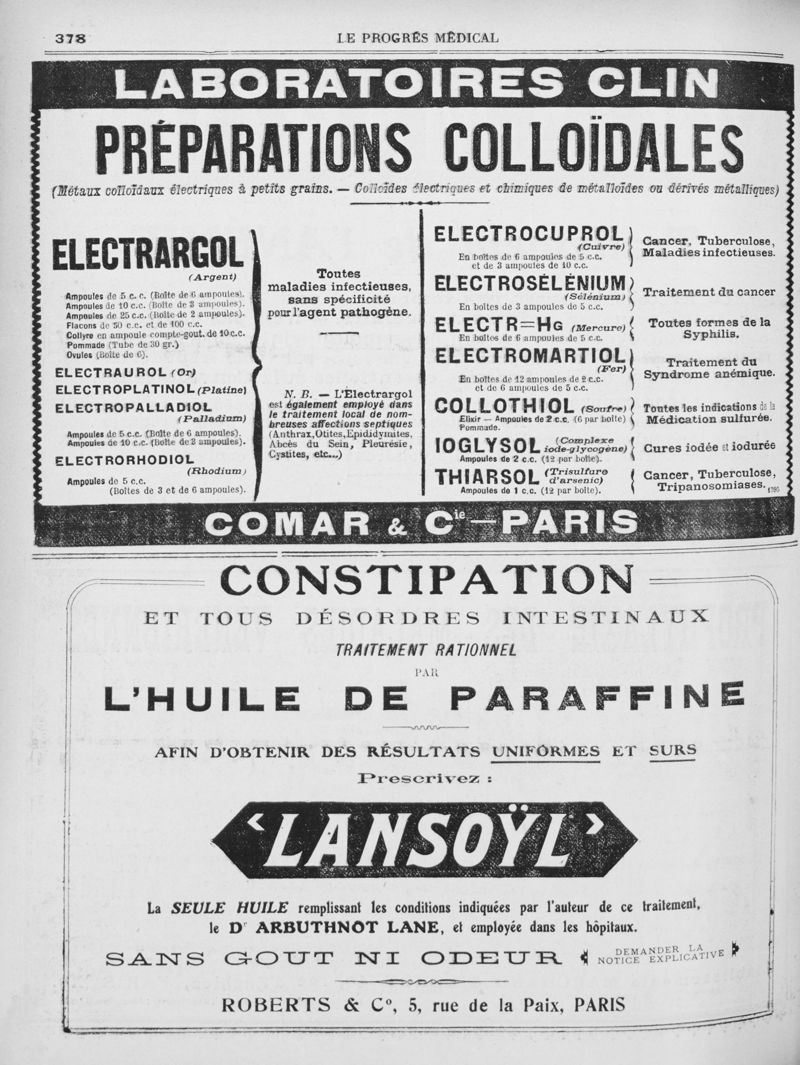 378
LE PROGRÈS MÉDICAL
LABORATOIRES CLIN
PRÉPARATIONS COLLOÏDALES
(Métaux colloïdaux électriques à petits grains. — Colloïdes électriques et chimiques de métalloïdes ou dérivés métalliques)
ELECTRARGOL
(Argent)
Ampoules de 5 c. c. (Boîte de 6 ampoules).
Ampoules de 10 c.c. (Boîte de 3 ampoules).
Ampoules de 25 c.c. (Boîte de 2 ampoules).
Flacons de 50 c.c. et de 100 c.c.
Collyre en ampoule compte-gout. de 10c.c.
Pommade (Tube de 30 gr.)
Ovules (Boîte de 6).
ELECTRAUROL (Or)
ELECTROPLATINOL (Platine)
ELECTROPALLADIOL
(Palladium)
Ampoules de 5 c.c. (Boîte de 6 ampoules).
Ampoules de 10 c.c. (Boîte de 3 ampoules).
ELECTRORHODIOL
(Rhodium)
Ampoules de 5 c.c.
(Boîtes de 3 et de 6 ampoules).
Toutes
maladies infectieuses,
sans spécificité
pour l'agent pathogène.
N. B. — L'Électrargol
est également employé dans
le traitement local de nom-
breuses affections septiques
(Anthrax, Otites, Epididymites,
Abcès du Sein, Pleurésie,
Cystites, etc...)
ELECTROCUPROL
(Cuivre)
En boîtes de 6 ampoules de 5 c.c.
et de 3 ampoules de 10 c.c.
Cancer, Tuberculose,
Maladies infectieuses.
ELECTROSÉLÉNIUM
(Sélénium)
En boîtes de 3 ampoules de 5 c.c.
Traitement du cancer
ELECTR=HG (Mercure)
En boîtes de 6 ampoules de 5 c.c.
Toutes formes de la
Syphilis.
ELECTROMARTIOL
(Fer)
En boîtes de 12 ampoules de 2 c.c.
et de 6 ampoules de 5 c.c.
Traitement du
Syndrome anémique.
COLLOTHIOL (Soufre)
Elixir — Ampoules de 2 c.c. (6 par boîte)
Pommade.
Toutes les indications de la
Médication sulfurée.
IOGLYSOL (Complexe
iode-glycogène)
Ampoules de 2 c.c. (12 par boîte).
Cures iodée et iodurée
THIARSOL (Trisulfure
d'arsenic)
Ampoules de 1 c.c. (12 par boîte).
Cancer, Tuberculose,
Tripanosomiases.
1795
COMAR & Cie — PARIS
CONSTIPATION
ET TOUS DÉSORDRES INTESTINAUX
TRAITEMENT RATIONNEL
PAR
L'HUILE DE PARAFFINE
AFIN D'OBTENIR DES RÉSULTATS UNIFORMES ET SURS
Prescrivez :
‹LANSOŸL›
La SEULE HUILE remplissant les conditions indiquées par l'auteur de ce traitement,
le Dr ARBUTHNOT LANE, et employée dans les hôpitaux.
SANS GOUT NI ODEUR
DEMANDER LA
NOTICE EXPLICATIVE
ROBERTS & Co, 5, rue de la Paix, PARIS